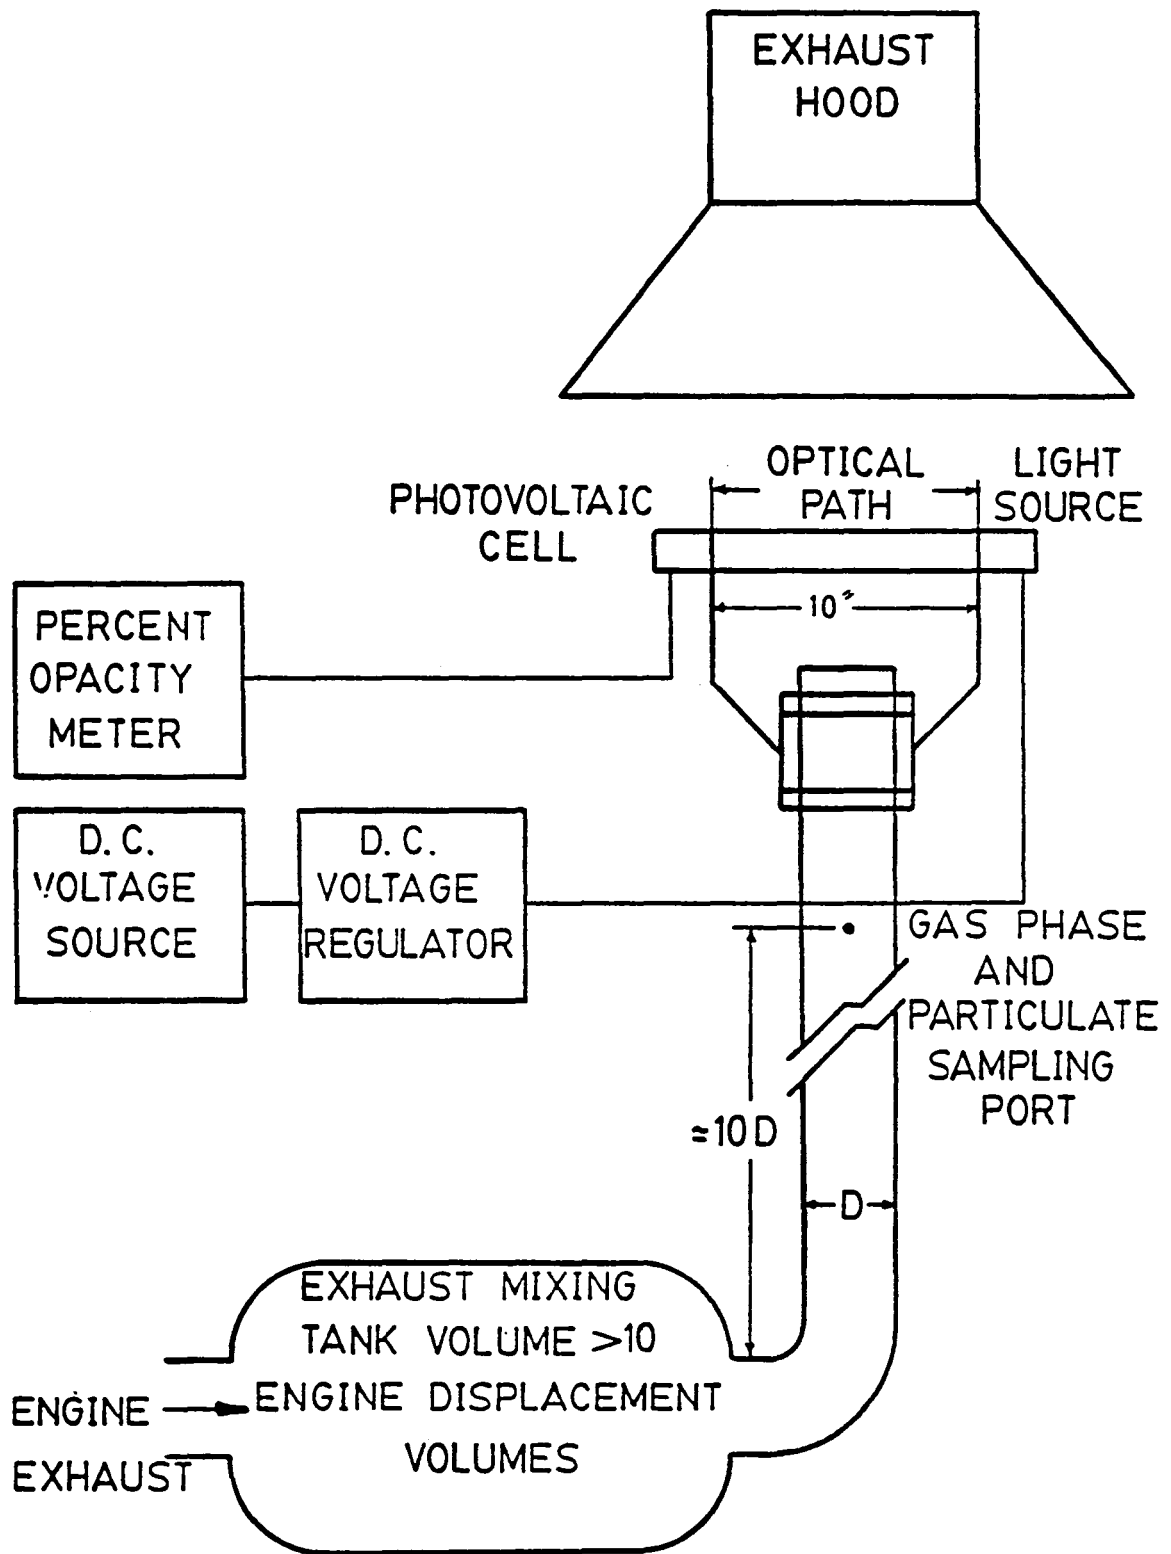 EXHAUST
HOOD
OPTICAL
PATH
LIGHT
SOURCE
PHOTOVOLTAIC
CELL
10"
PERCENT
OPACITY
METER
D. C.
VOLTAGE
SOURCE
D. C.
VOLTAGE
REGULATOR
GAS PHASE
AND
PARTICULATE
SAMPLING
PORT
≈10 D
D
EXHAUST MIXING
TANK VOLUME >10
ENGINE DISPLACEMENT
VOLUMES
ENGINE
EXHAUST